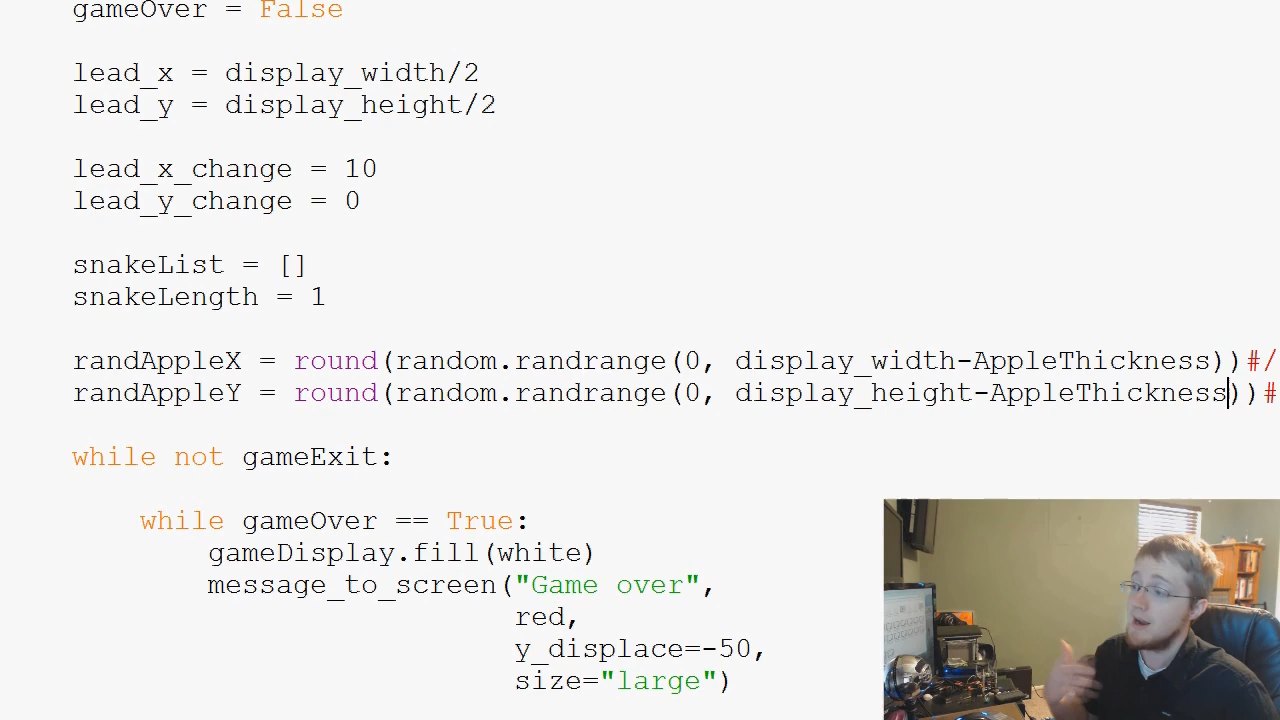 gameOver = False
lead_x = display_width/2
lead_y = display_height/2
lead_x_change = 10
lead_y_change = 0
snakeList = []
snakeLength = 1
randAppleX = round(random.randrange(0, display_width-AppleThickness))#/
randAppleY = round(random.randrange(0, display_height-AppleThickness))#
while not gameExit:
while gameOver == True:
gameDisplay.fill(white)
message_to_screen("Game over",
red,
y_displace=-50,
size="large")